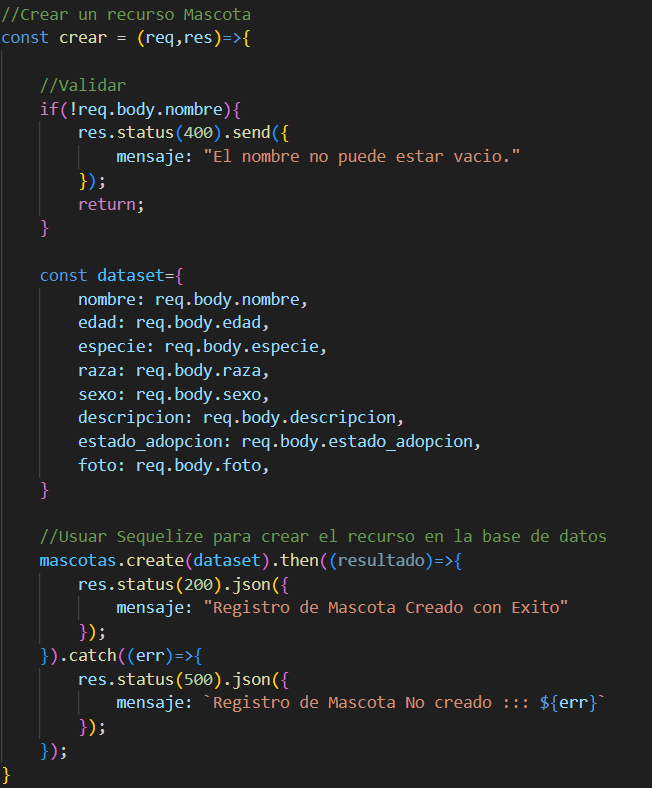 //Crear un recurso Mascota
const crear = (req,res)=>{
//Validar
if(!req.body.nombre){
res.status(400).send({
mensaje: "El nombre no puede estar vacio."
});
return;
}
const dataset={
nombre: req.body.nombre,
edad: req.body.edad,
especie: req.body.especie,
raza: req.body.raza,
sexo: req.body.sexo,
descripcion: req.body.descripcion,
estado_adopcion: req.body.estado_adopcion,
foto: req.body.foto,
}
//Usuar Sequelize para crear el recurso en la base de datos
mascotas.create(dataset).then((resultado)=>{
res.status(200).json({
mensaje: "Registro de Mascota Creado con Exito"
});
}).catch((err)=>{
res.status(500).json({
mensaje: `Registro de Mascota No creado ::: ${err}`
});
});
}